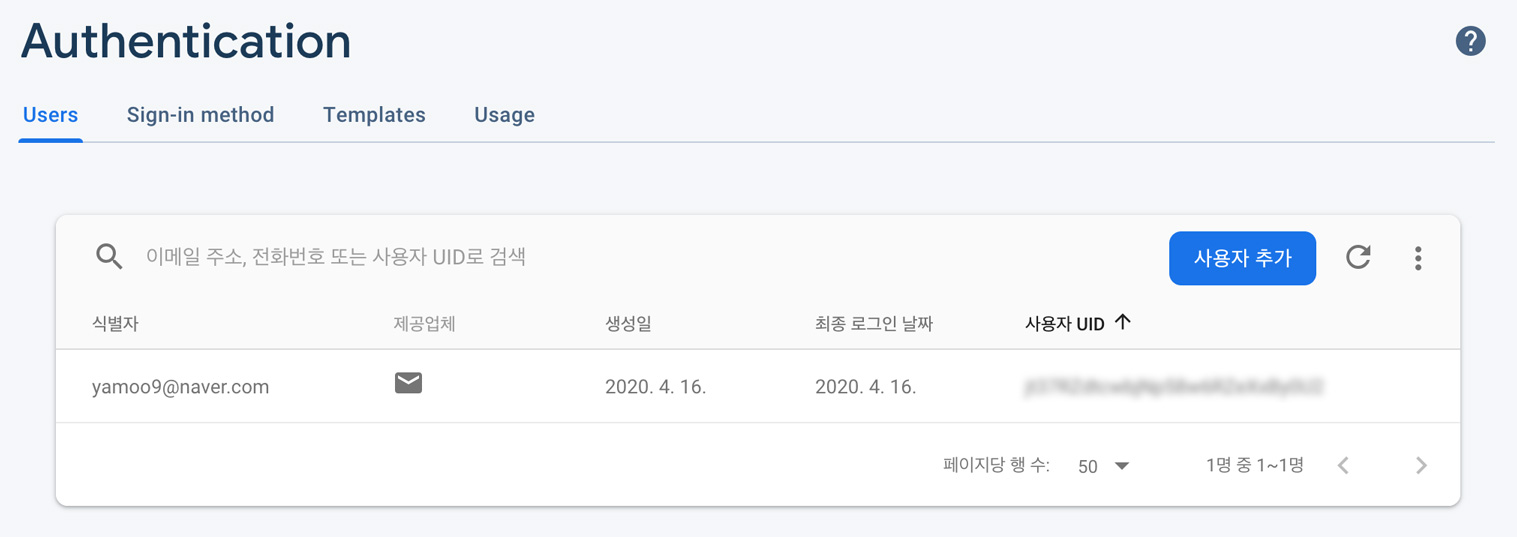 Authentication
?
Users Sign-in method Templates Usage
이메일 주소, 전화번호 또는 사용자 UID로 검색 사용자 추가
식별자 제공업체 생성일 최종 로그인 날짜 사용자 UID
yamoo9@naver.com 2020. 4. 16. 2020. 4. 16.
페이지당 행 수: 50 1명 중 1~1명